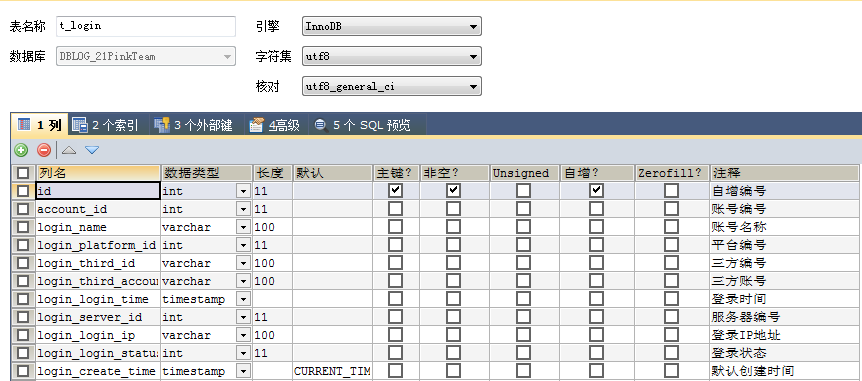 表名称 t_login 引擎 InnoDB
数据库 DBLOG_21PinkTeam 字符集 utf8
核对 utf8_general_ci
1 列 2 个索引 3 个外部键 4高级 5 个 SQL 预览
列名 数据类型 长度 默认 主键? 非空? Unsigned 自增? Zerofill? 注释
id int 11 自增编号
account_id int 11 账号编号
login_name varchar 100 账号名称
login_platform_id int 11 平台编号
login_third_id varchar 100 三方编号
login_third_accou varchar 100 三方账号
login_login_time timestamp 登录时间
login_server_id int 11 服务器编号
login_login_ip varchar 100 登录IP地址
login_login_status int 11 登录状态
login_create_time timestamp CURRENT_TIM 默认创建时间